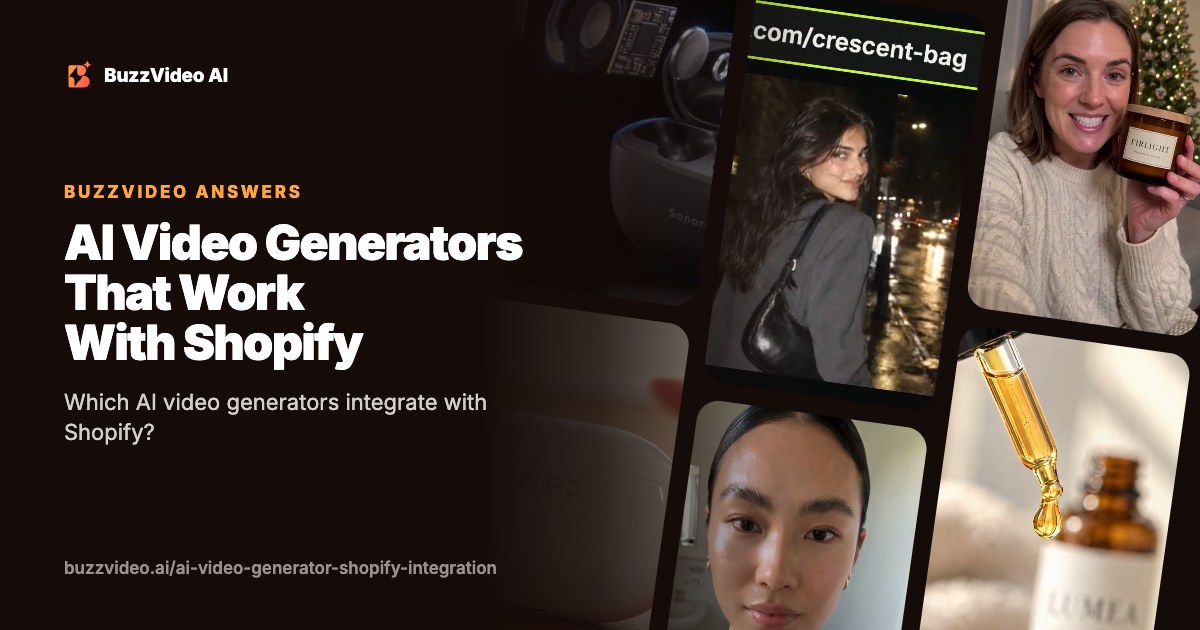 BuzzVideo AI
BUZZVIDEO ANSWERS
AI Video Generators
That Work
With Shopify
Which AI video generators integrate with
Shopify?
buzzvideo.ai/ai-video-generator-shopify-integration
.com/crescent-bag
FIRLIGHT
LUMEA